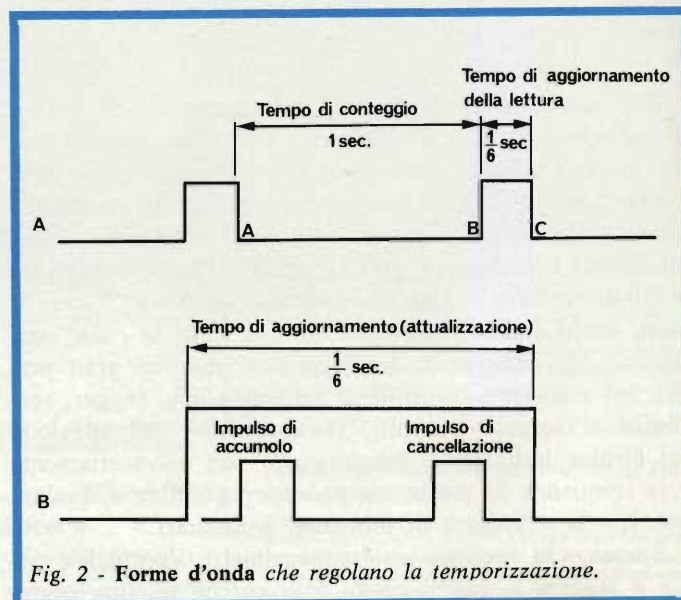 Tempo di aggiornamento
della lettura
Tempo di conteggio
1 sec.
1/6 sec
A
A
B
C
Tempo di aggiornamento (attualizzazione)
1/6 sec.
Impulso di
accumolo
Impulso di
cancellazione
B
Fig. 2 - Forme d'onda che regolano la temporizzazione.